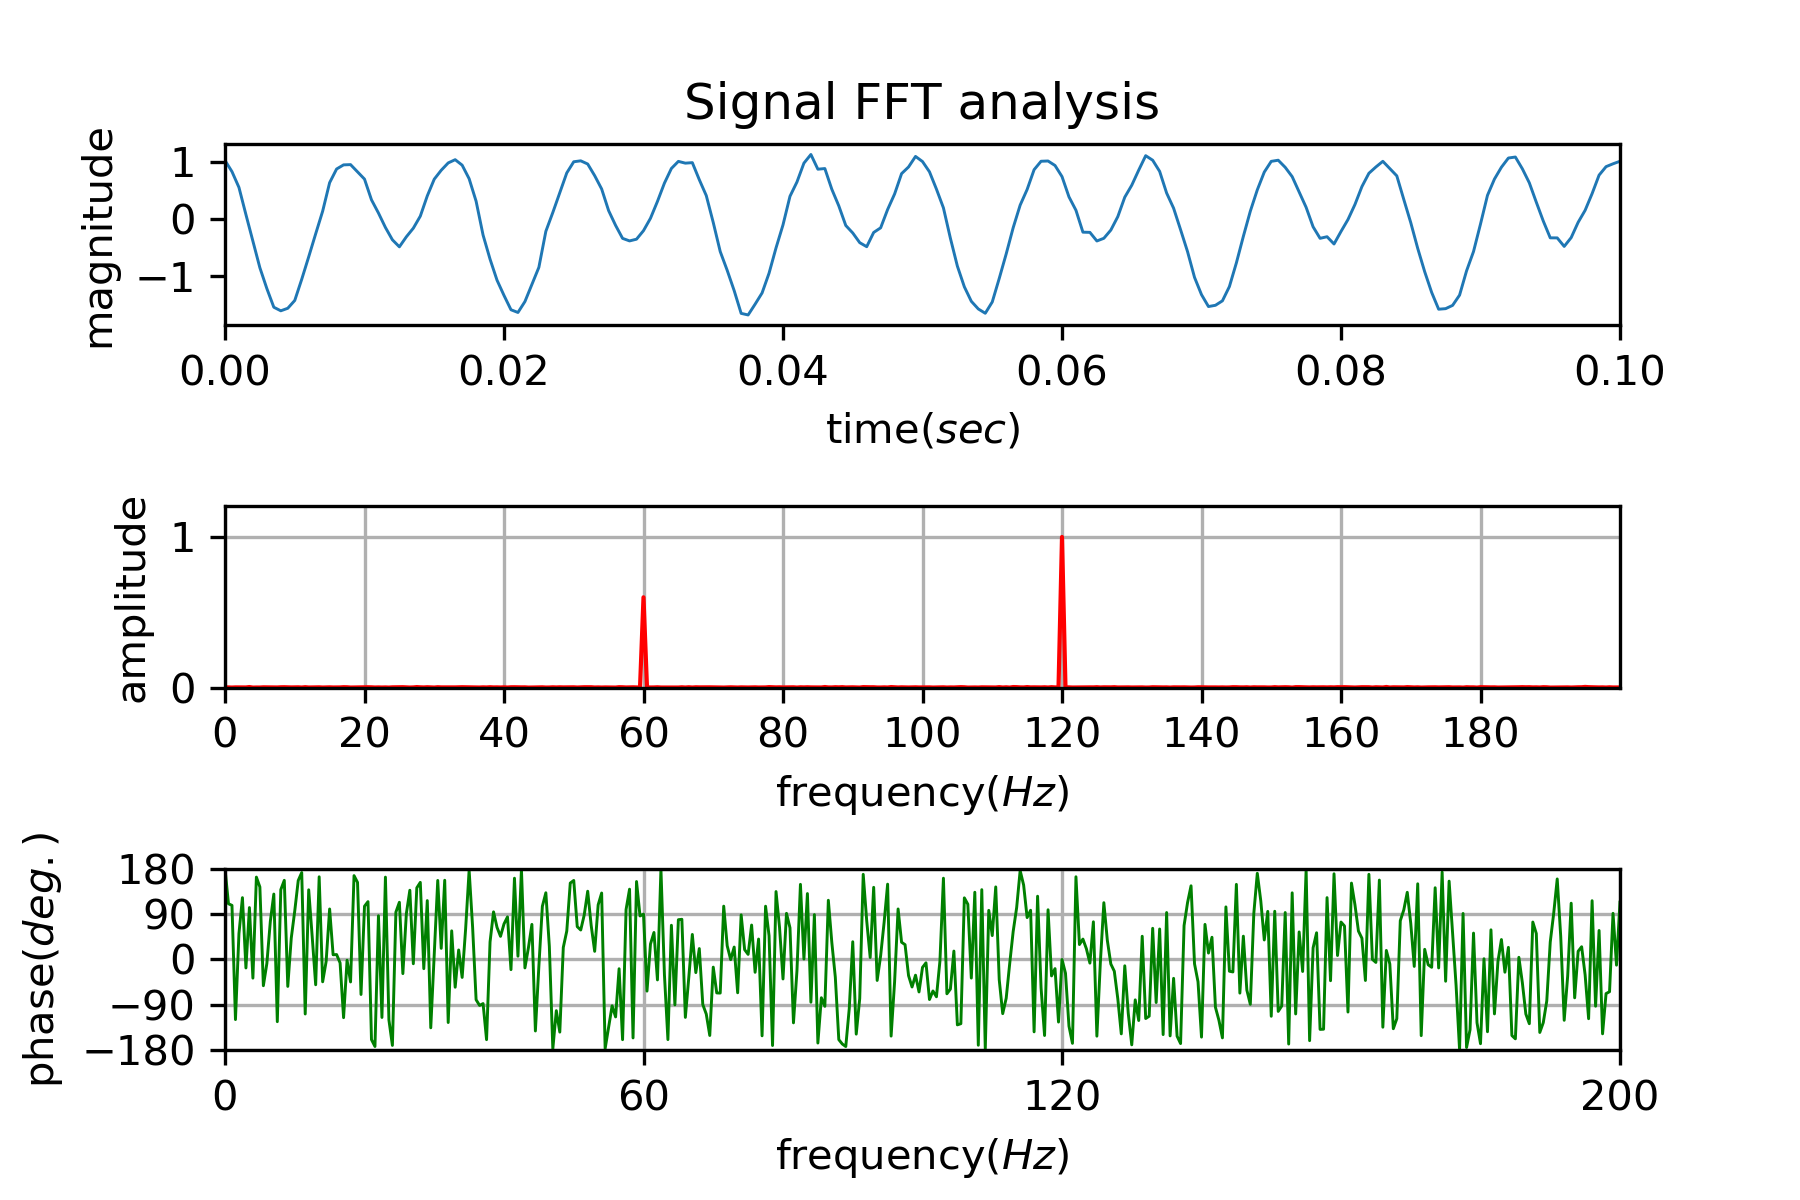 Signal FFT analysis
magnitude
1
0
−1
0.00 0.02 0.04 0.06 0.08 0.10
time(sec)
amplitude
1
0
0 20 40 60 80 100 120 140 160 180
frequency(Hz)
phase(deg.)
180
90
0
−90
−180
0 60 120 200
frequency(Hz)